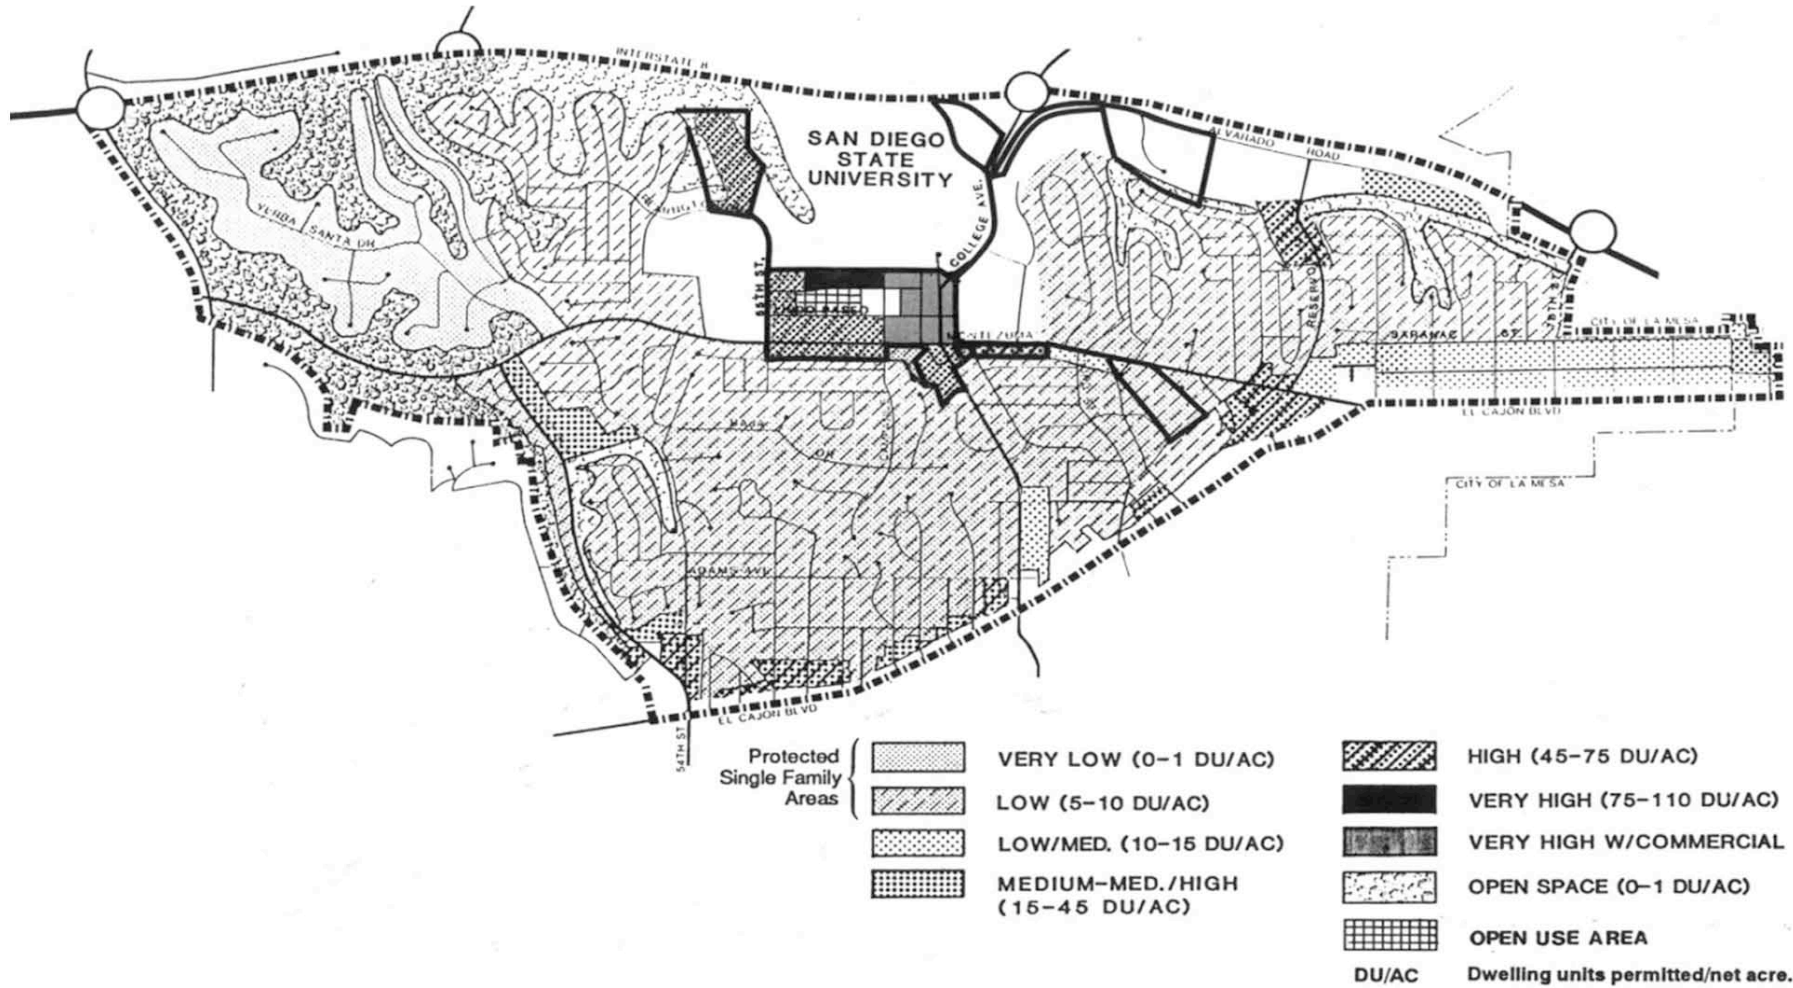 INTERSTATE 8
SAN DIEGO
STATE
UNIVERSITY
ALVARADO ROAD
COLLEGE AVE.
YERBA SANTA DR
55TH ST.
CITY OF LA MESA
SARANAC ST.
EL CAJON BLVD
CITY OF LA MESA
ADAMS AVE
EL CAJON BLVD
54TH ST
Protected
Single Family
Areas
VERY LOW (0-1 DU/AC)
LOW (5-10 DU/AC)
LOW/MED. (10-15 DU/AC)
MEDIUM-MED./HIGH
(15-45 DU/AC)
HIGH (45-75 DU/AC)
VERY HIGH (75-110 DU/AC)
VERY HIGH W/COMMERCIAL
OPEN SPACE (0-1 DU/AC)
OPEN USE AREA
DU/AC Dwelling units permitted/net acre.